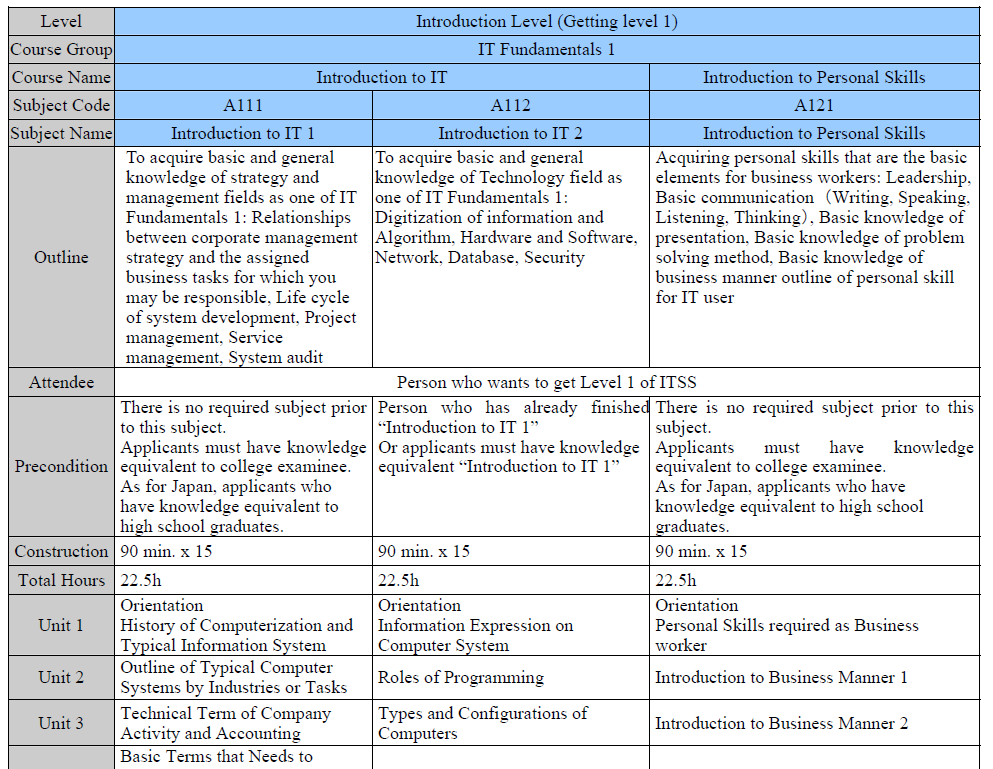 Level
Introduction Level (Getting level 1)
Course Group
IT Fundamentals 1
Course Name
Introduction to IT
Introduction to Personal Skills
Subject Code
A111
A112
A121
Subject Name
Introduction to IT 1
Introduction to IT 2
Introduction to Personal Skills
Outline
To acquire basic and general
knowledge of strategy and
management fields as one of IT
Fundamentals 1: Relationships
between corporate management
strategy and the assigned
business tasks for which you
may be responsible, Life cycle
of system development, Project
management, Service
management, System audit
To acquire basic and general
knowledge of Technology field as
one of IT Fundamentals 1:
Digitization of information and
Algorithm, Hardware and Software,
Network, Database, Security
Acquiring personal skills that are the basic
elements for business workers: Leadership,
Basic communication（Writing, Speaking,
Listening, Thinking）, Basic knowledge of
presentation, Basic knowledge of problem
solving method, Basic knowledge of
business manner outline of personal skill
for IT user
Attendee
Person who wants to get Level 1 of ITSS
Precondition
There is no required subject prior
to this subject.
Applicants must have knowledge
equivalent to college examinee.
As for Japan, applicants who
have knowledge equivalent to
high school graduates.
Person who has already finished
“Introduction to IT 1”
Or applicants must have knowledge
equivalent “Introduction to IT 1”
There is no required subject prior to this
subject.
Applicants must have knowledge
equivalent to college examinee.
As for Japan, applicants who have
knowledge equivalent to high school
graduates.
Construction
90 min. x 15
90 min. x 15
90 min. x 15
Total Hours
22.5h
22.5h
22.5h
Unit 1
Orientation
History of Computerization and
Typical Information System
Orientation
Information Expression on
Computer System
Orientation
Personal Skills required as Business
worker
Unit 2
Outline of Typical Computer
Systems by Industries or Tasks
Roles of Programming
Introduction to Business Manner 1
Unit 3
Technical Term of Company
Activity and Accounting
Types and Configurations of
Computers
Introduction to Business Manner 2
Basic Terms that Needs to